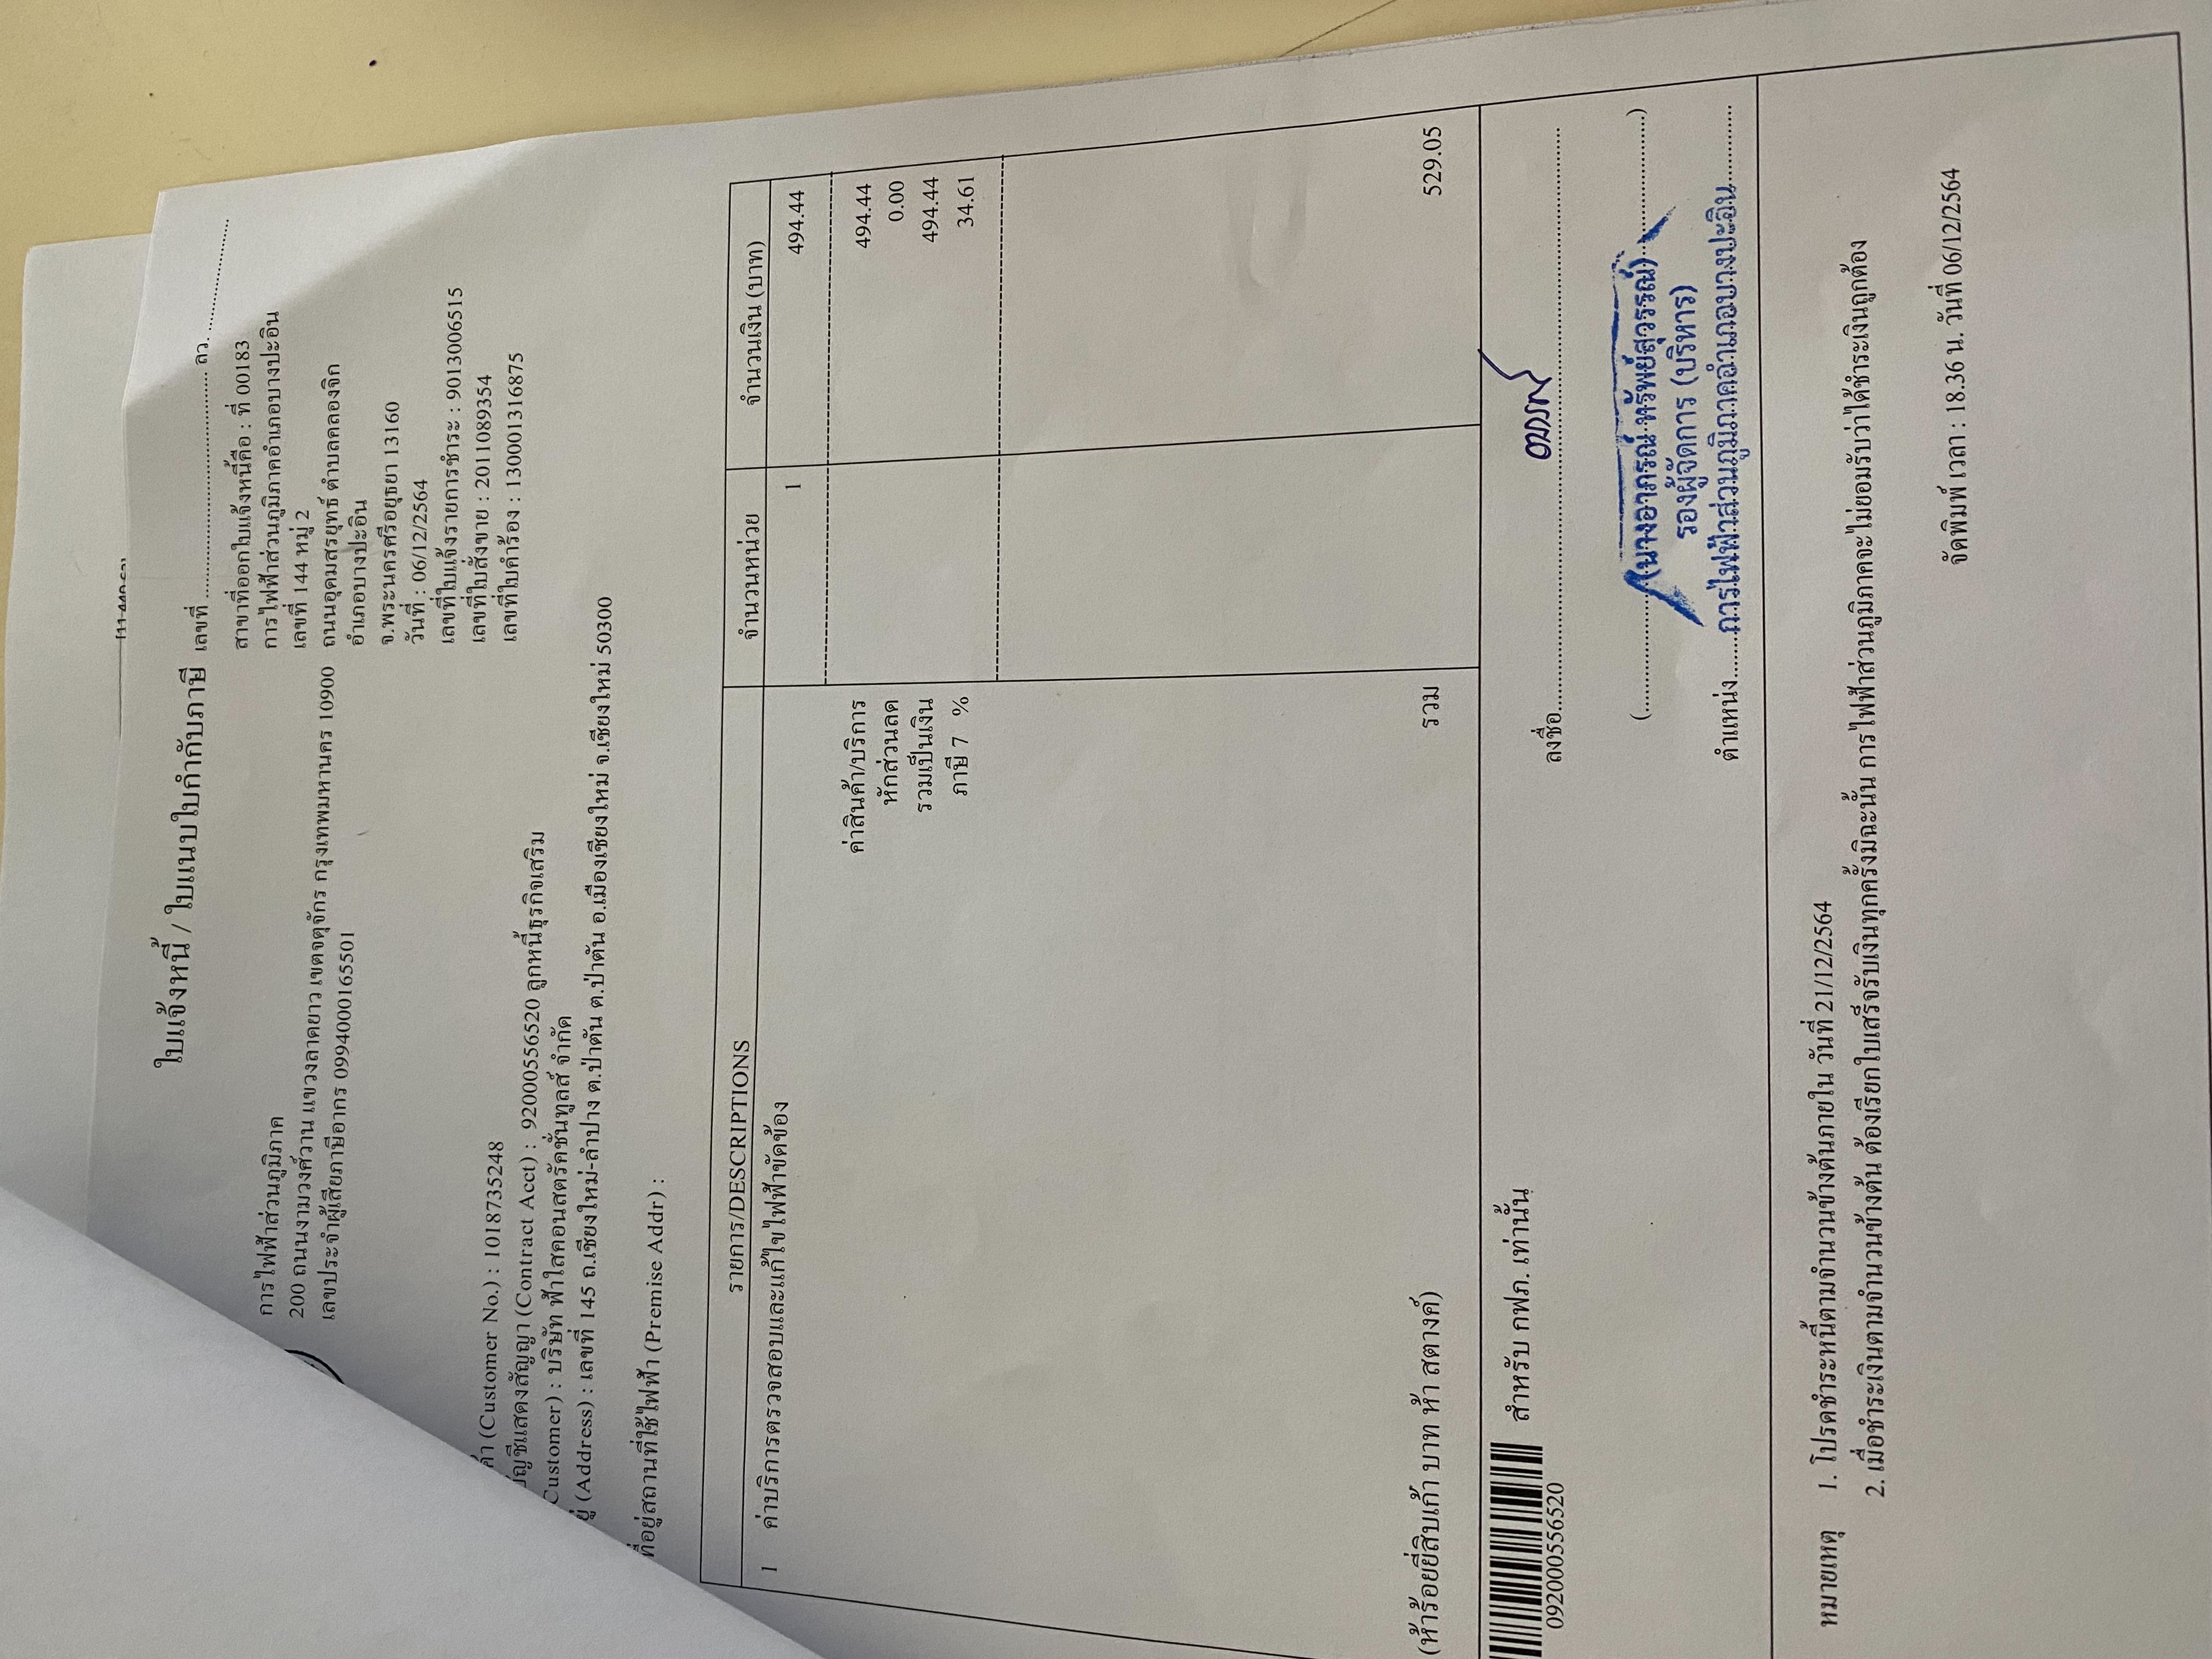 ใบแจ้งหนี้ / ใบแนบใบกำกับภาษี เลขที่ ........................................ ลว. ....................
การไฟฟ้าส่วนภูมิภาค
200 ถนนงามวงศ์วาน แขวงลาดยาว เขตจตุจักร กรุงเทพมหานคร 10900
เลขประจำผู้เสียภาษีอากร 0994000165501
สาขาที่ออกใบแจ้งหนี้คือ : ที่ 00183
การไฟฟ้าส่วนภูมิภาคอำเภอบางปะอิน
เลขที่ 144 หมู่ 2
ถนนอุดมสรยุทธ์ ตำบลคลองจิก
อำเภอบางปะอิน
จ.พระนครศรีอยุธยา 13160
วันที่ : 06/12/2564
เลขที่ใบแจ้งรายการชำระ : 9013006515
เลขที่ใบสั่งขาย : 2011089354
เลขที่ใบคำร้อง : 130001316875
ค้า (Customer No.) : 1018735248
บัญชีแสดงสัญญา (Contract Acct) : 92000556520 ลูกหนี้ธุรกิจเสริม
Customer) : บริษัท ฟ้าใสคอนสตรัคชั่นทูลส์ จำกัด
ยู่ (Address) : เลขที่ 145 ถ.เชียงใหม่-ลำปาง ต.ป่าตัน ต.ป่าตัน อ.เมืองเชียงใหม่ จ.เชียงใหม่ 50300
ที่อยู่สถานที่ใช้ไฟฟ้า (Premise Addr) :
รายการ/DESCRIPTIONS จำนวนหน่วย จำนวนเงิน (บาท)
1 ค่าบริการตรวจสอบและแก้ไขไฟฟ้าขัดข้อง 1 494.44
ค่าสินค้า/บริการ 494.44
หักส่วนลด 0.00
รวมเป็นเงิน 494.44
ภาษี 7 % 34.61
(ห้าร้อยยี่สิบเก้า บาท ห้า สตางค์) รวม 529.05
สำหรับ กฟภ. เท่านั้น
092000556520
ลงชื่อ........................................ อาภรณ์
(นางอาภรณ์ ทรัพย์สุวรรณ์)
รองผู้จัดการ (บริหาร)
ตำแหน่ง......การไฟฟ้าส่วนภูมิภาคอำเภอบางปะอิน
หมายเหตุ 1. โปรดชำระหนี้ตามจำนวนข้างต้นภายใน วันที่ 21/12/2564
2. เมื่อชำระเงินตามจำนวนข้างต้น ต้องเรียกใบเสร็จรับเงินทุกครั้งมิฉะนั้น การไฟฟ้าส่วนภูมิภาคจะไม่ยอมรับว่าได้ชำระเงินถูกต้อง
จัดพิมพ์ เวลา : 18.36 น. วันที่ 06/12/2564